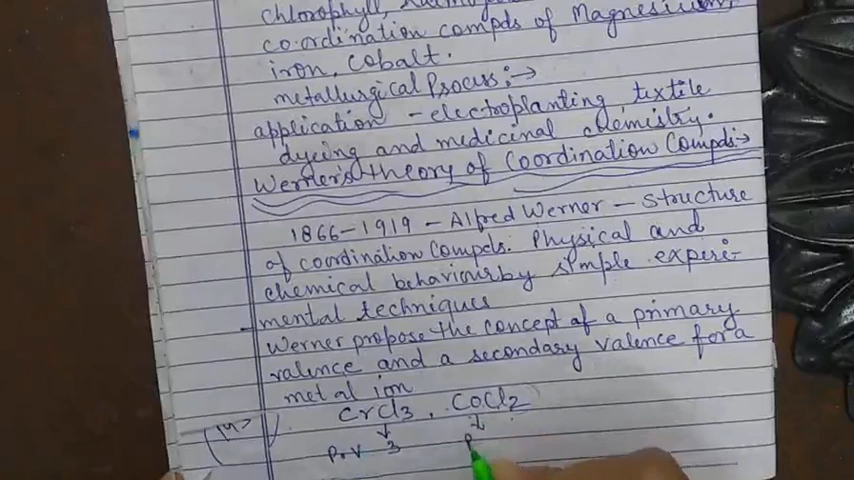 chlorophyll,
co.ordination compds of Magnesium,
iron, cobalt.
metallurgical Process:→
application - electroplanting, textile
dyeing and medicinal chemistry.
Werner's theory of Coordination Compds:→
1866-1919 - Alfred Werner - Structure
of coordination Compds. Physical and
chemical behaviours by simple experi-
mental techniques
Werner propose the concept of a primary
valence and a secondary valence for a
metal ion
CrCl3, COCl2
P.V 3
P